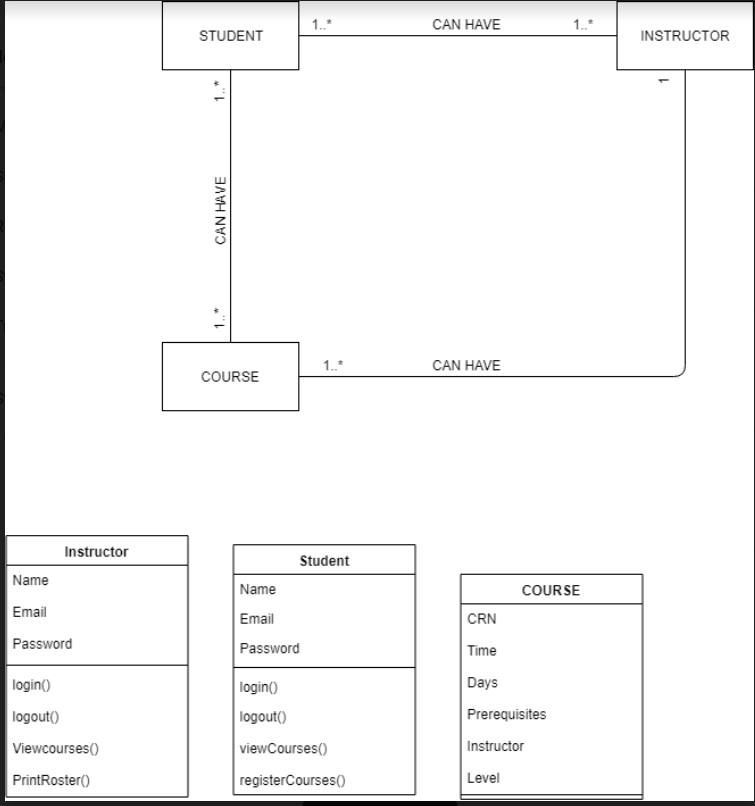 STUDENT
1..*
CAN HAVE
1..*
INSTRUCTOR
1..*
1
CAN HAVE
1..*
COURSE
1..*
CAN HAVE
Instructor
Name
Email
Password
login()
logout()
Viewcourses()
PrintRoster()
Student
Name
Email
Password
login()
logout()
viewCourses()
registerCourses()
COURSE
CRN
Time
Days
Prerequisites
Instructor
Level